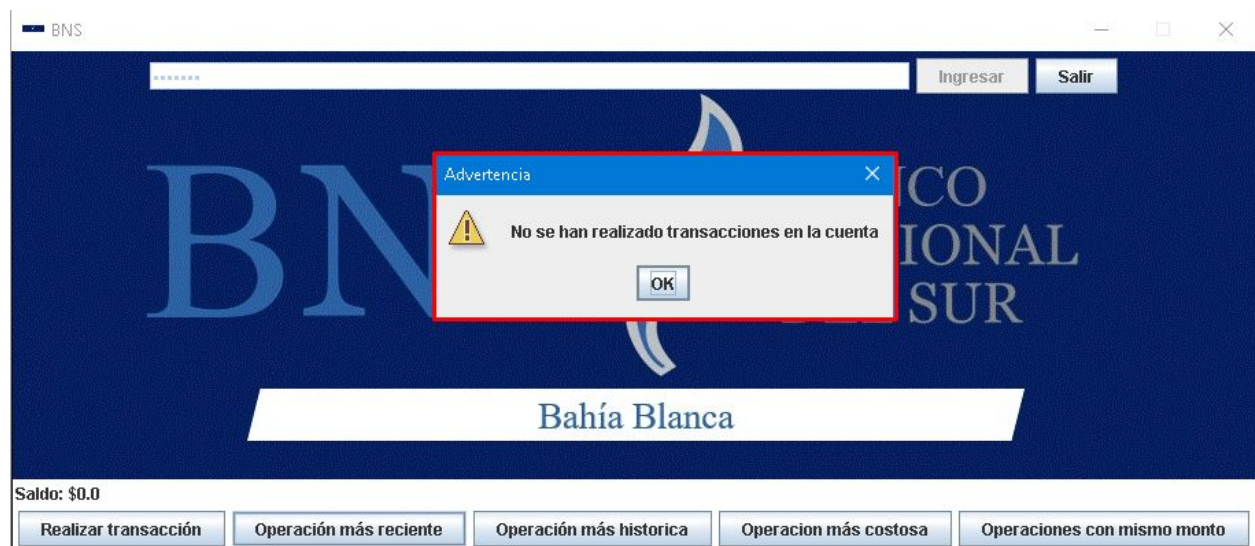 BNS
Ingresar
Salir
BN
Advertencia
No se han realizado transacciones en la cuenta
OK
CO
IONAL
SUR
Bahía Blanca
Saldo: $0.0
Realizar transacción
Operación más reciente
Operación más historica
Operacion más costosa
Operaciones con mismo monto